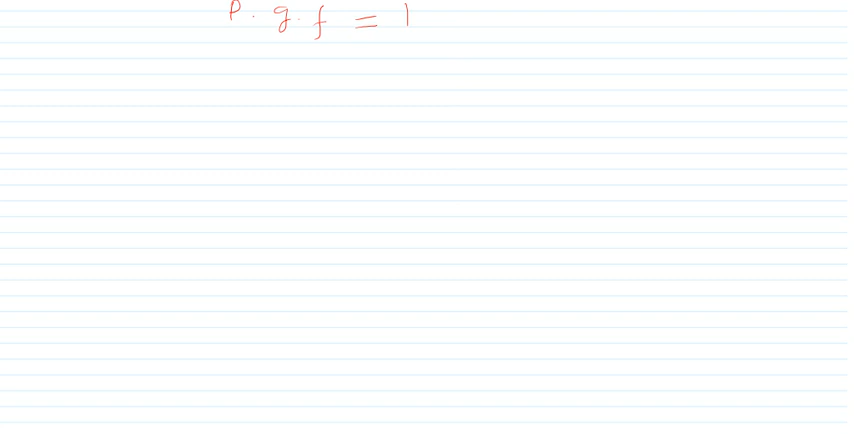 p. g. f = 1